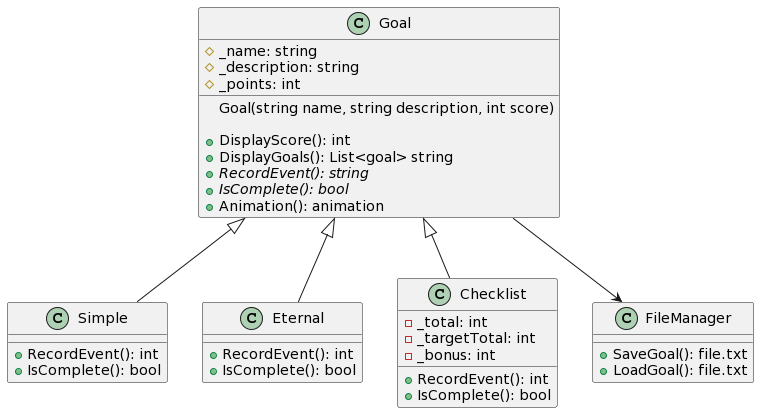 C Goal
_name: string
_description: string
_points: int
Goal(string name, string description, int score)
DisplayScore(): int
DisplayGoals(): List<goal> string
RecordEvent(): string
IsComplete(): bool
Animation(): animation
C Simple
RecordEvent(): int
IsComplete(): bool
C Eternal
RecordEvent(): int
IsComplete(): bool
C Checklist
_total: int
_targetTotal: int
_bonus: int
RecordEvent(): int
IsComplete(): bool
C FileManager
SaveGoal(): file.txt
LoadGoal(): file.txt